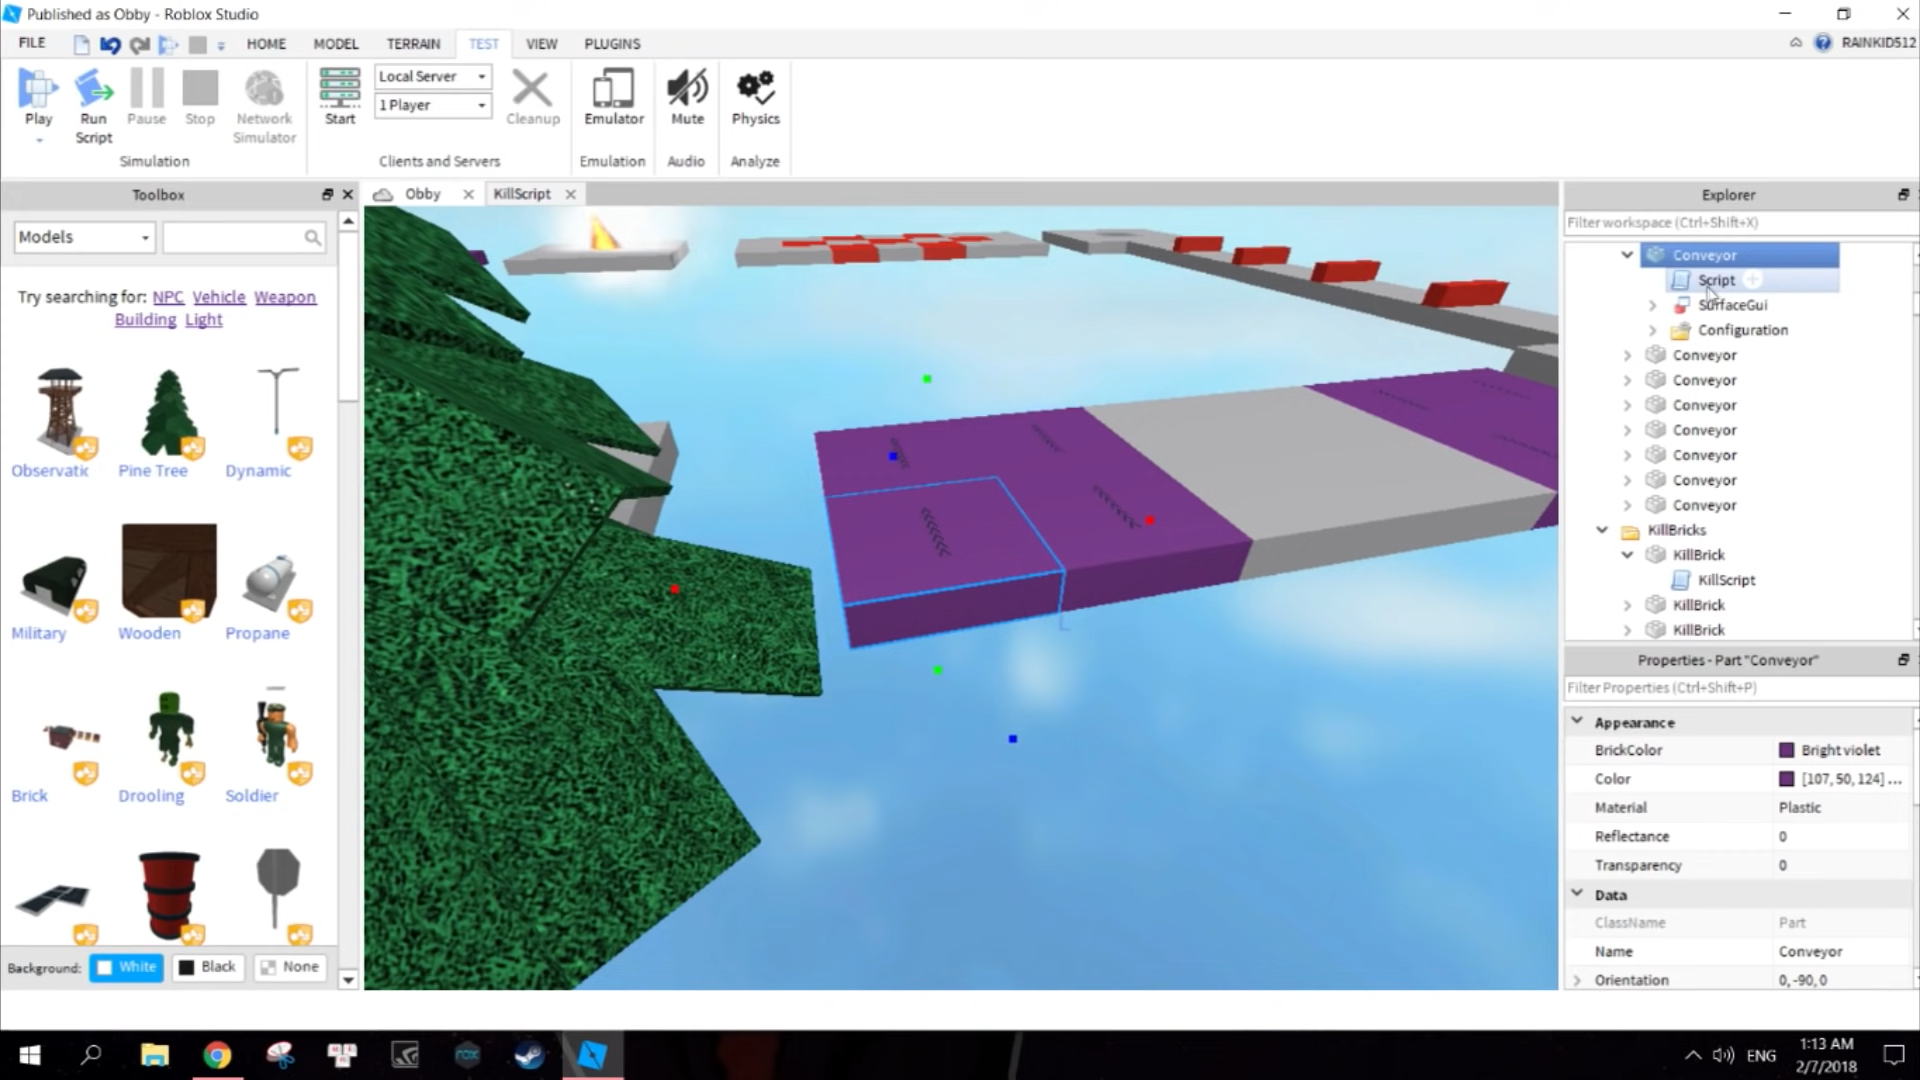 Published as Obby - Roblox Studio
FILE
HOME
MODEL
TERRAIN
TEST
VIEW
PLUGINS
RAINKID512
Play
Run
Script
Pause
Stop
Network
Simulator
Simulation
Start
Local Server
1 Player
Cleanup
Clients and Servers
Emulator
Emulation
Mute
Audio
Physics
Analyze
Toolbox
Models
Try searching for: NPC Vehicle Weapon
Building Light
Observatic
Pine Tree
Dynamic
Military
Wooden
Propane
Brick
Drooling
Soldier
Background:
White
Black
None
Obby
KillScript
Explorer
Filter workspace (Ctrl+Shift+X)
Conveyor
Script
SurfaceGui
Configuration
Conveyor
Conveyor
Conveyor
Conveyor
Conveyor
Conveyor
Conveyor
KillBricks
KillBrick
KillScript
KillBrick
KillBrick
Properties - Part "Conveyor"
Filter Properties (Ctrl+Shift+P)
Appearance
BrickColor
Bright violet
Color
[107, 50, 124] ...
Material
Plastic
Reflectance
0
Transparency
0
Data
ClassName
Part
Name
Conveyor
Orientation
0, -90, 0
ENG
1:13 AM
2/7/2018